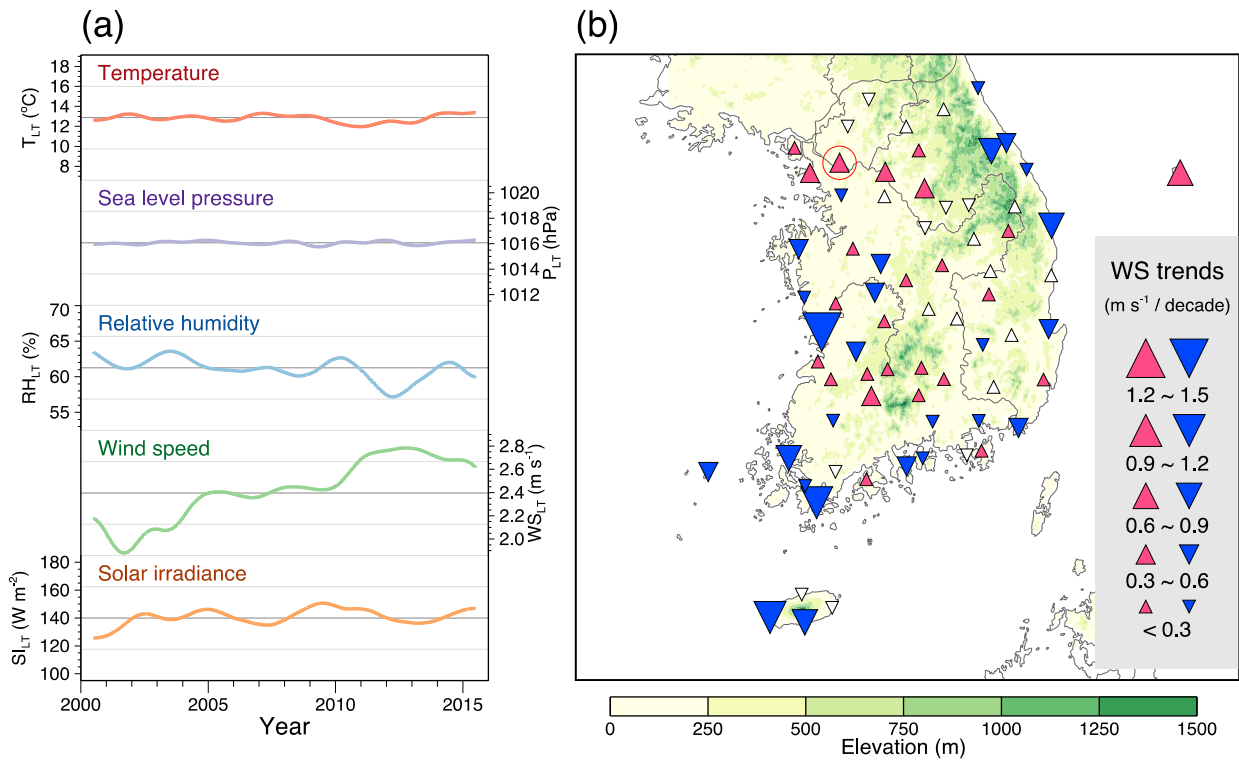 (a)
Temperature
T_LT (°C)
18
16
14
12
10
8
Sea level pressure
P_LT (hPa)
1020
1018
1016
1014
1012
Relative humidity
RH_LT (%)
70
65
60
55
Wind speed
WS_LT (m s⁻¹)
2.8
2.6
2.4
2.2
2.0
Solar irradiance
SI_LT (W m⁻²)
180
160
140
120
100
2000 2005 2010 2015
Year
(b)
WS trends
(m s⁻¹ / decade)
1.2 ~ 1.5
0.9 ~ 1.2
0.6 ~ 0.9
0.3 ~ 0.6
< 0.3
0 250 500 750 1000 1250 1500
Elevation (m)